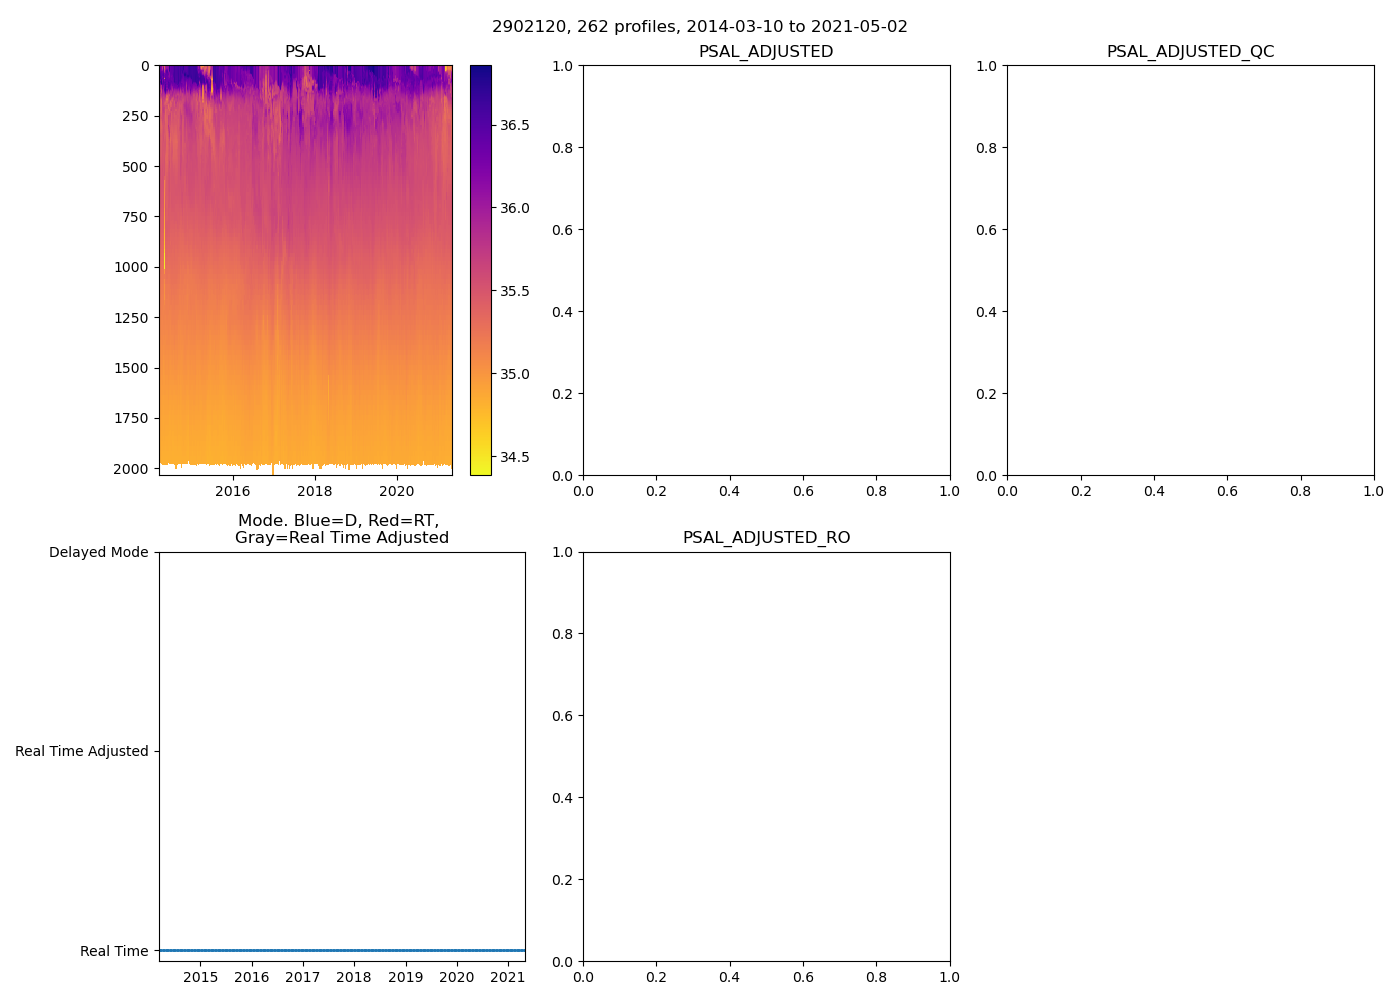 2902120, 262 profiles, 2014-03-10 to 2021-05-02
PSAL
0
250
500
750
1000
1250
1500
1750
2000
2016
2018
2020
36.5
36.0
35.5
35.0
34.5
PSAL_ADJUSTED
1.0
0.8
0.6
0.4
0.2
0.0
0.0 0.2 0.4 0.6 0.8 1.0
PSAL_ADJUSTED_QC
1.0
0.8
0.6
0.4
0.2
0.0
0.0 0.2 0.4 0.6 0.8 1.0
Mode. Blue=D, Red=RT,
Gray=Real Time Adjusted
Delayed Mode
Real Time Adjusted
Real Time
2015 2016 2017 2018 2019 2020 2021
PSAL_ADJUSTED_RO
1.0
0.8
0.6
0.4
0.2
0.0
0.0 0.2 0.4 0.6 0.8 1.0